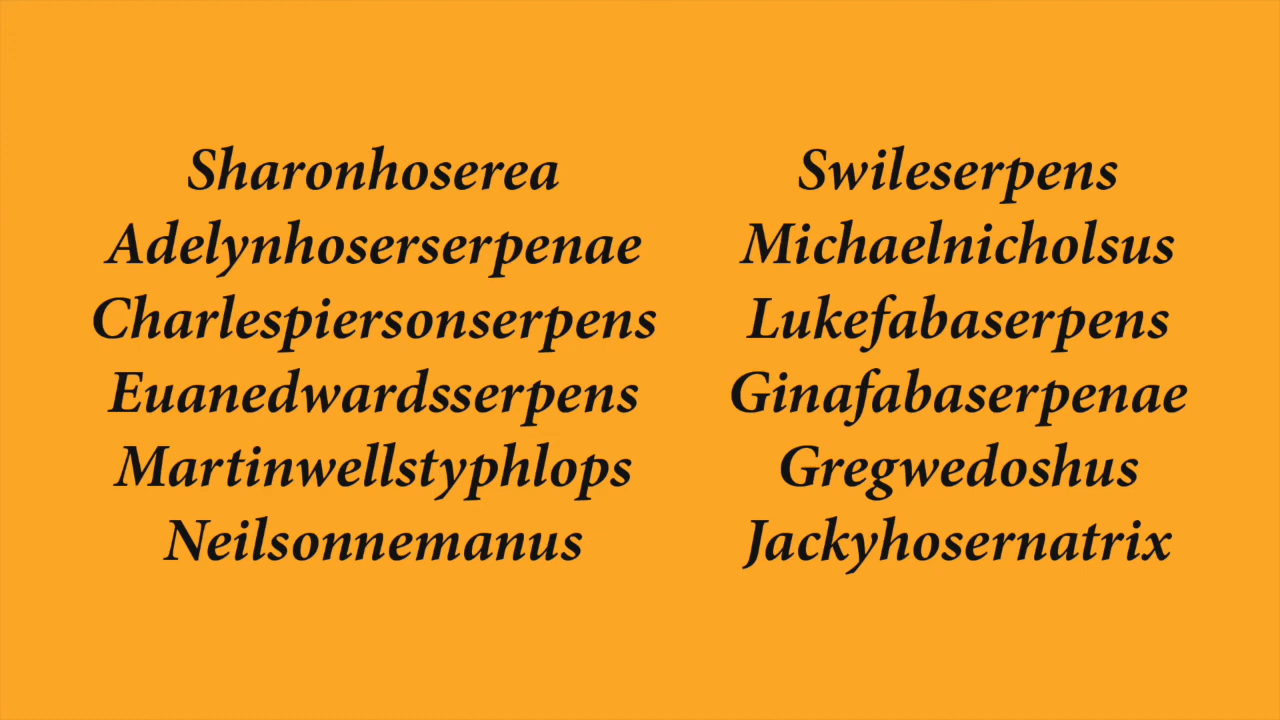 Sharonhoserea
Adelynhoserserpenae
Charlespiersonserpens
Euanedwardsserpens
Martinwellstyphlops
Neilsonnemanus
Swileserpens
Michaelnicholsus
Lukefabaserpens
Ginafabaserpenae
Gregwedoshus
Jackyhosernatrix